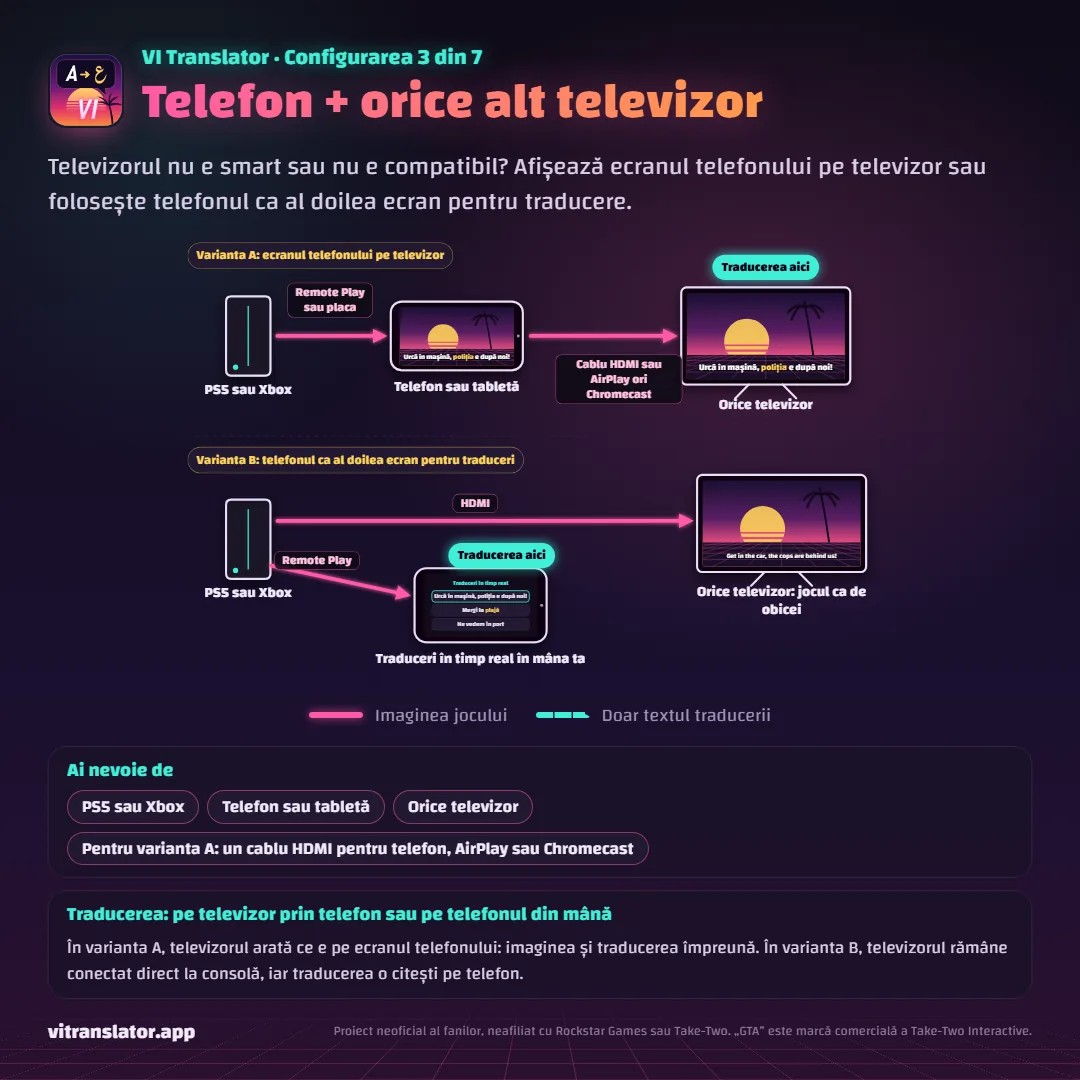 A→ع
VI
VI Translator · Configurarea 3 din 7
Telefon + orice alt televizor
Televizorul nu e smart sau nu e compatibil? Afișează ecranul telefonului pe televizor sau
folosește telefonul ca al doilea ecran pentru traducere.
Varianta A: ecranul telefonului pe televizor
Traducerea aici
Remote Play
sau placa
Urcă în mașină, poliția e după noi!
Urcă în mașină, poliția e după noi!
Cablu HDMI sau
AirPlay ori
Chromecast
PS5 sau Xbox
Telefon sau tabletă
Orice televizor
Varianta B: telefonul ca al doilea ecran pentru traduceri
HDMI
Get in the car, the cops are behind us!
Remote Play
Traducerea aici
Traduceri în timp real
Urcă în mașină, poliția e după noi!
Mergi la plajă
Ne vedem în port
PS5 sau Xbox
Orice televizor: jocul ca de
obicei
Traduceri în timp real în mâna ta
Imaginea jocului
Doar textul traducerii
Ai nevoie de
PS5 sau Xbox
Telefon sau tabletă
Orice televizor
Pentru varianta A: un cablu HDMI pentru telefon, AirPlay sau Chromecast
Traducerea: pe televizor prin telefon sau pe telefonul din mână
În varianta A, televizorul arată ce e pe ecranul telefonului: imaginea și traducerea împreună. În varianta B, televizorul rămâne
conectat direct la consolă, iar traducerea o citești pe telefon.
vitranslator.app
Proiect neoficial al fanilor, neafiliat cu Rockstar Games sau Take-Two. „GTA” este marcă comercială a Take-Two Interactive.